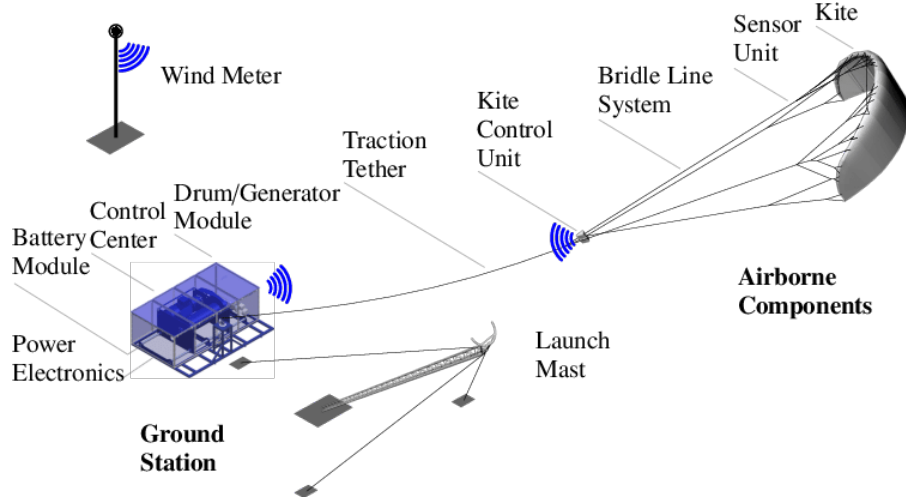 Wind Meter
Kite
Sensor
Unit
Bridle Line
System
Kite
Control
Unit
Traction
Tether
Drum/Generator
Module
Control
Center
Battery
Module
Power
Electronics
Ground
Station
Launch
Mast
Airborne
Components